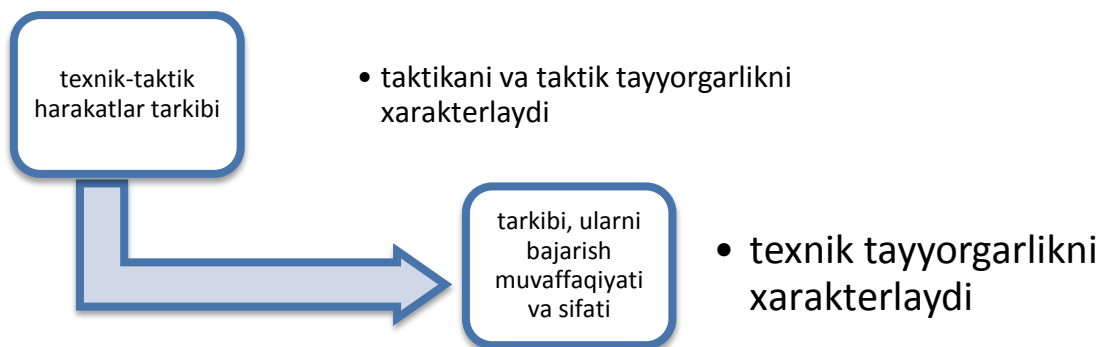 texnik-taktik
harakatlar tarkibi
• taktikani va taktik tayyorgarlikni
xarakterlaydi
tarkibi, ularni
bajarish
muvaffaqiyati
va sifati
• texnik tayyorgarlikni
xarakterlaydi